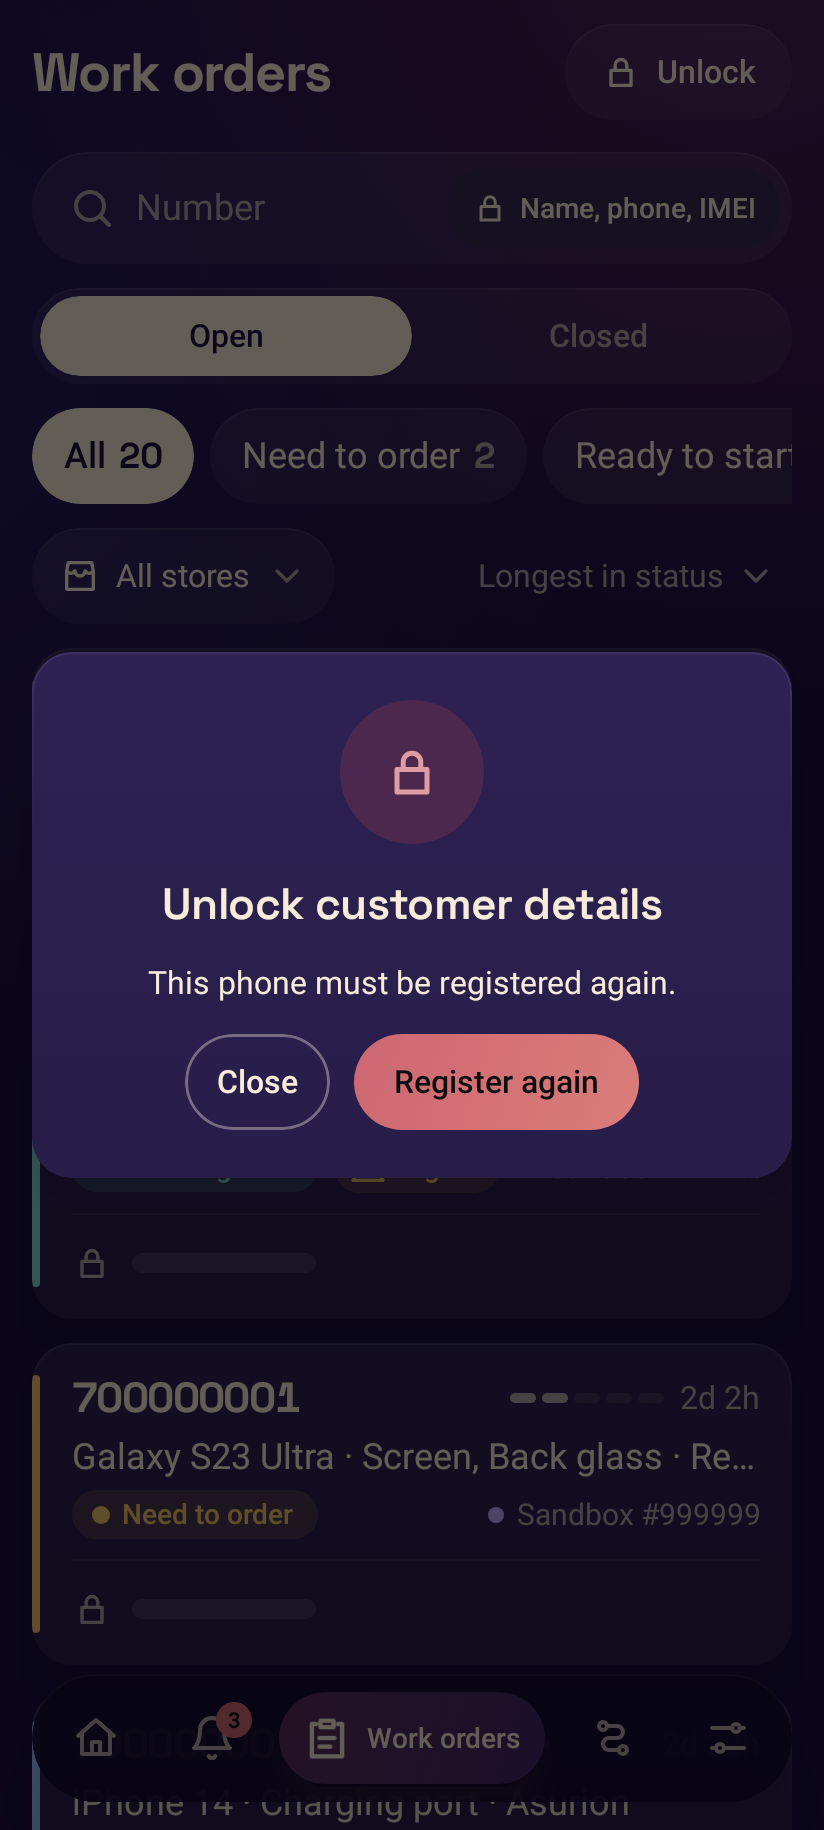 Work orders
Unlock
Number
Name, phone, IMEI
Open
Closed
All 20
Need to order 2
Ready to start
All stores
Longest in status
Unlock customer details
This phone must be registered again.
Close
Register again
700000001
2d 2h
Galaxy S23 Ultra · Screen, Back glass · Re...
Need to order
Sandbox #999999
3
Work orders
iPhone 14 · Charging port · Asurion